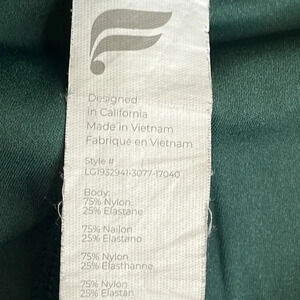 Designed
in California
Made in Vietnam
Fabriqué en Vietnam
Style #
LG1932941-3077-17040
Body:
75% Nylon
25% Elastane
75% Nailon
25% Elastano
75% Nylon
25% Elasthanne
75% Nylon
25% Elastan